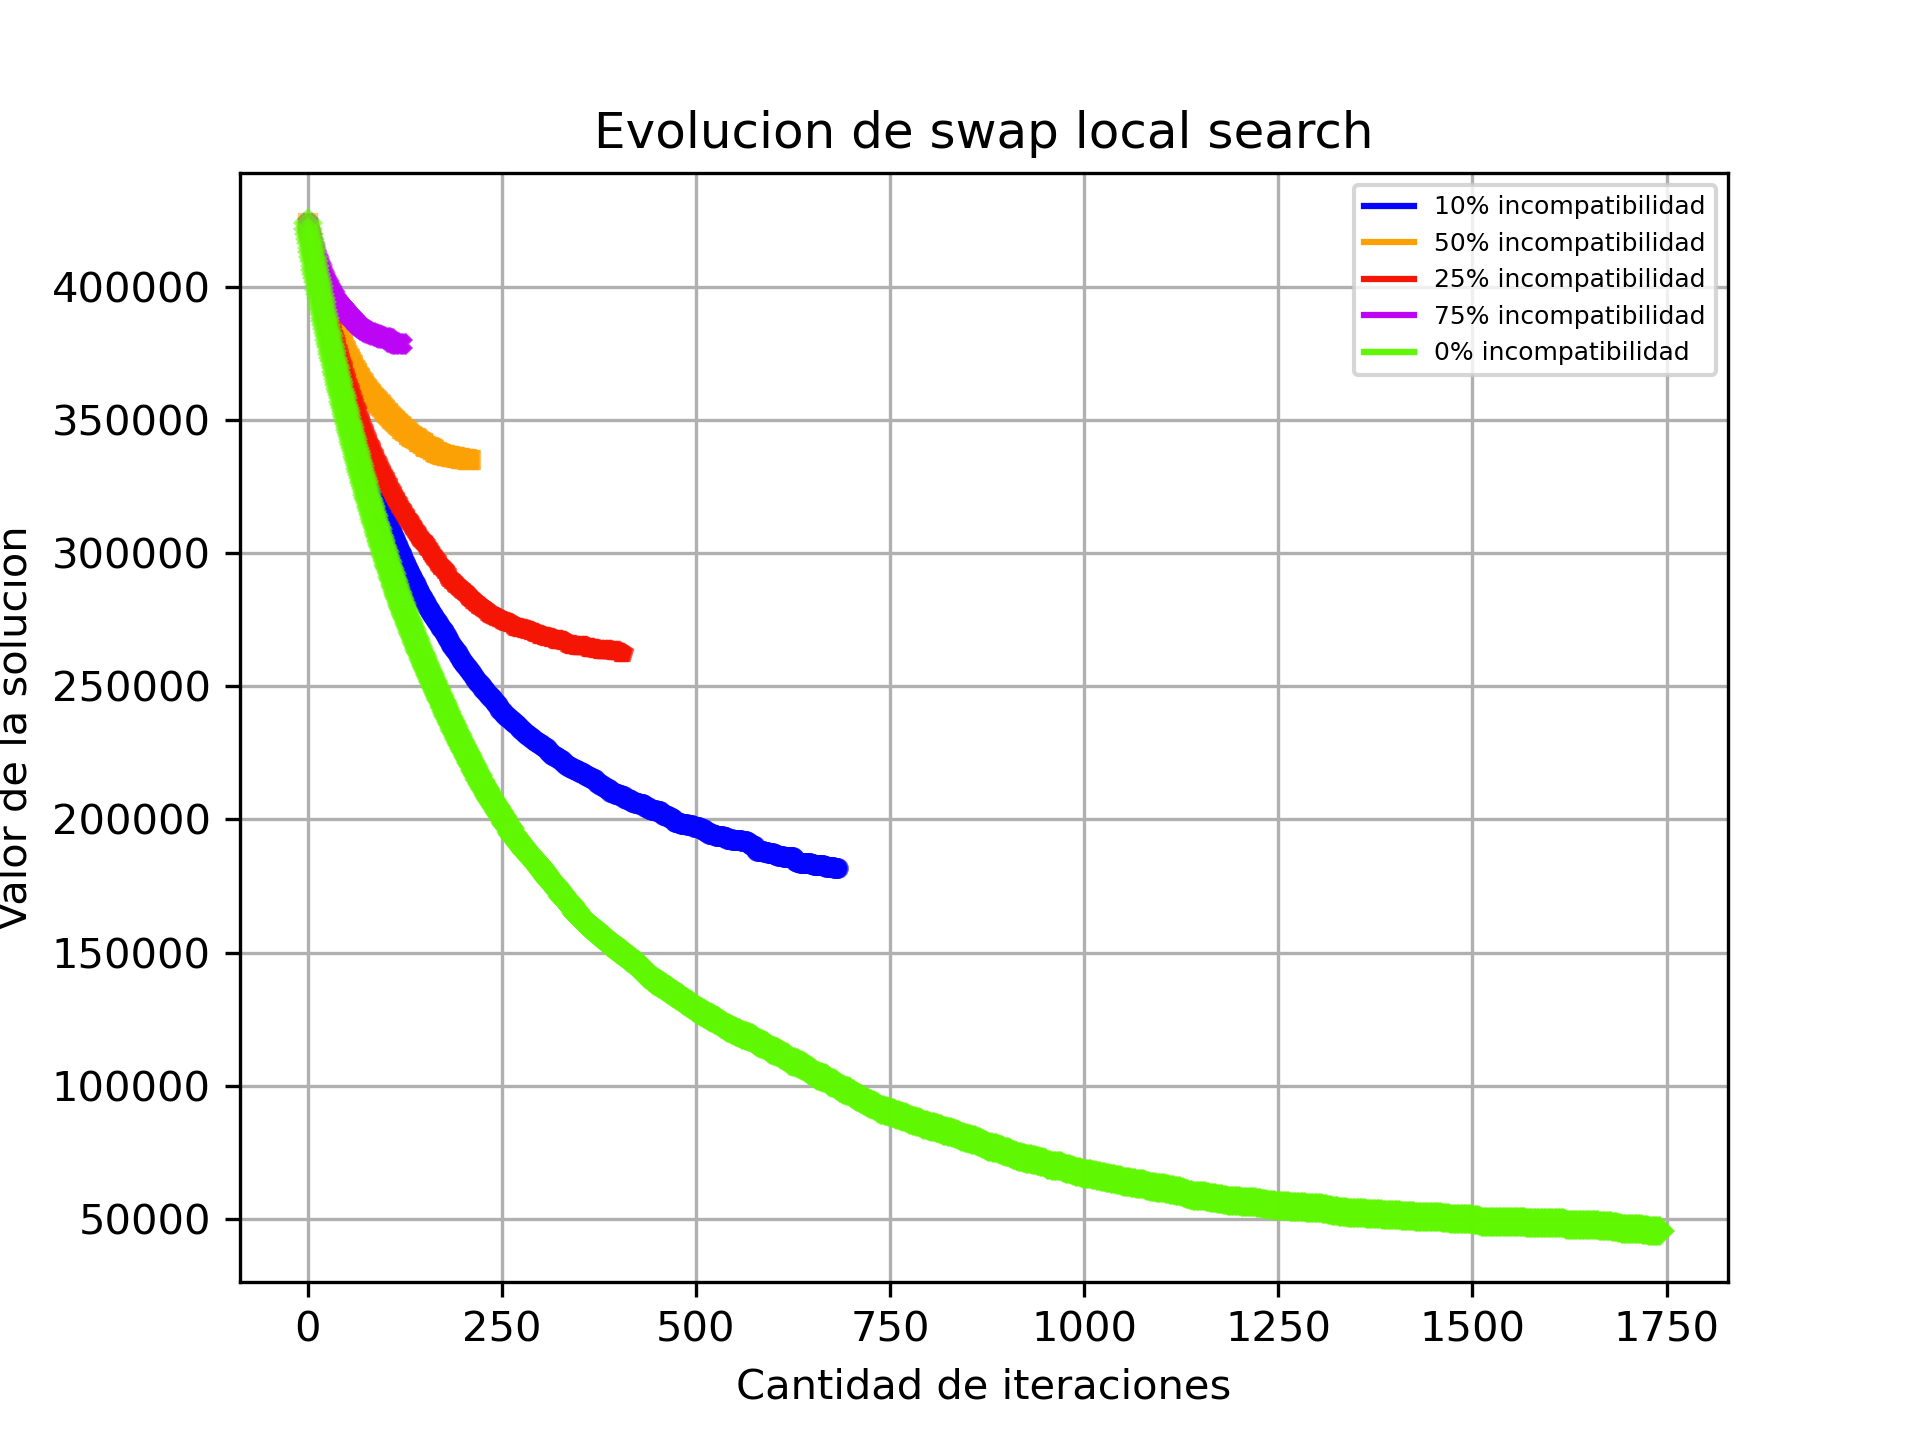 Evolucion de swap local search
10% incompatibilidad
50% incompatibilidad
25% incompatibilidad
75% incompatibilidad
0% incompatibilidad
400000
350000
300000
250000
200000
150000
100000
50000
Valor de la solucion
0 250 500 750 1000 1250 1500 1750
Cantidad de iteraciones